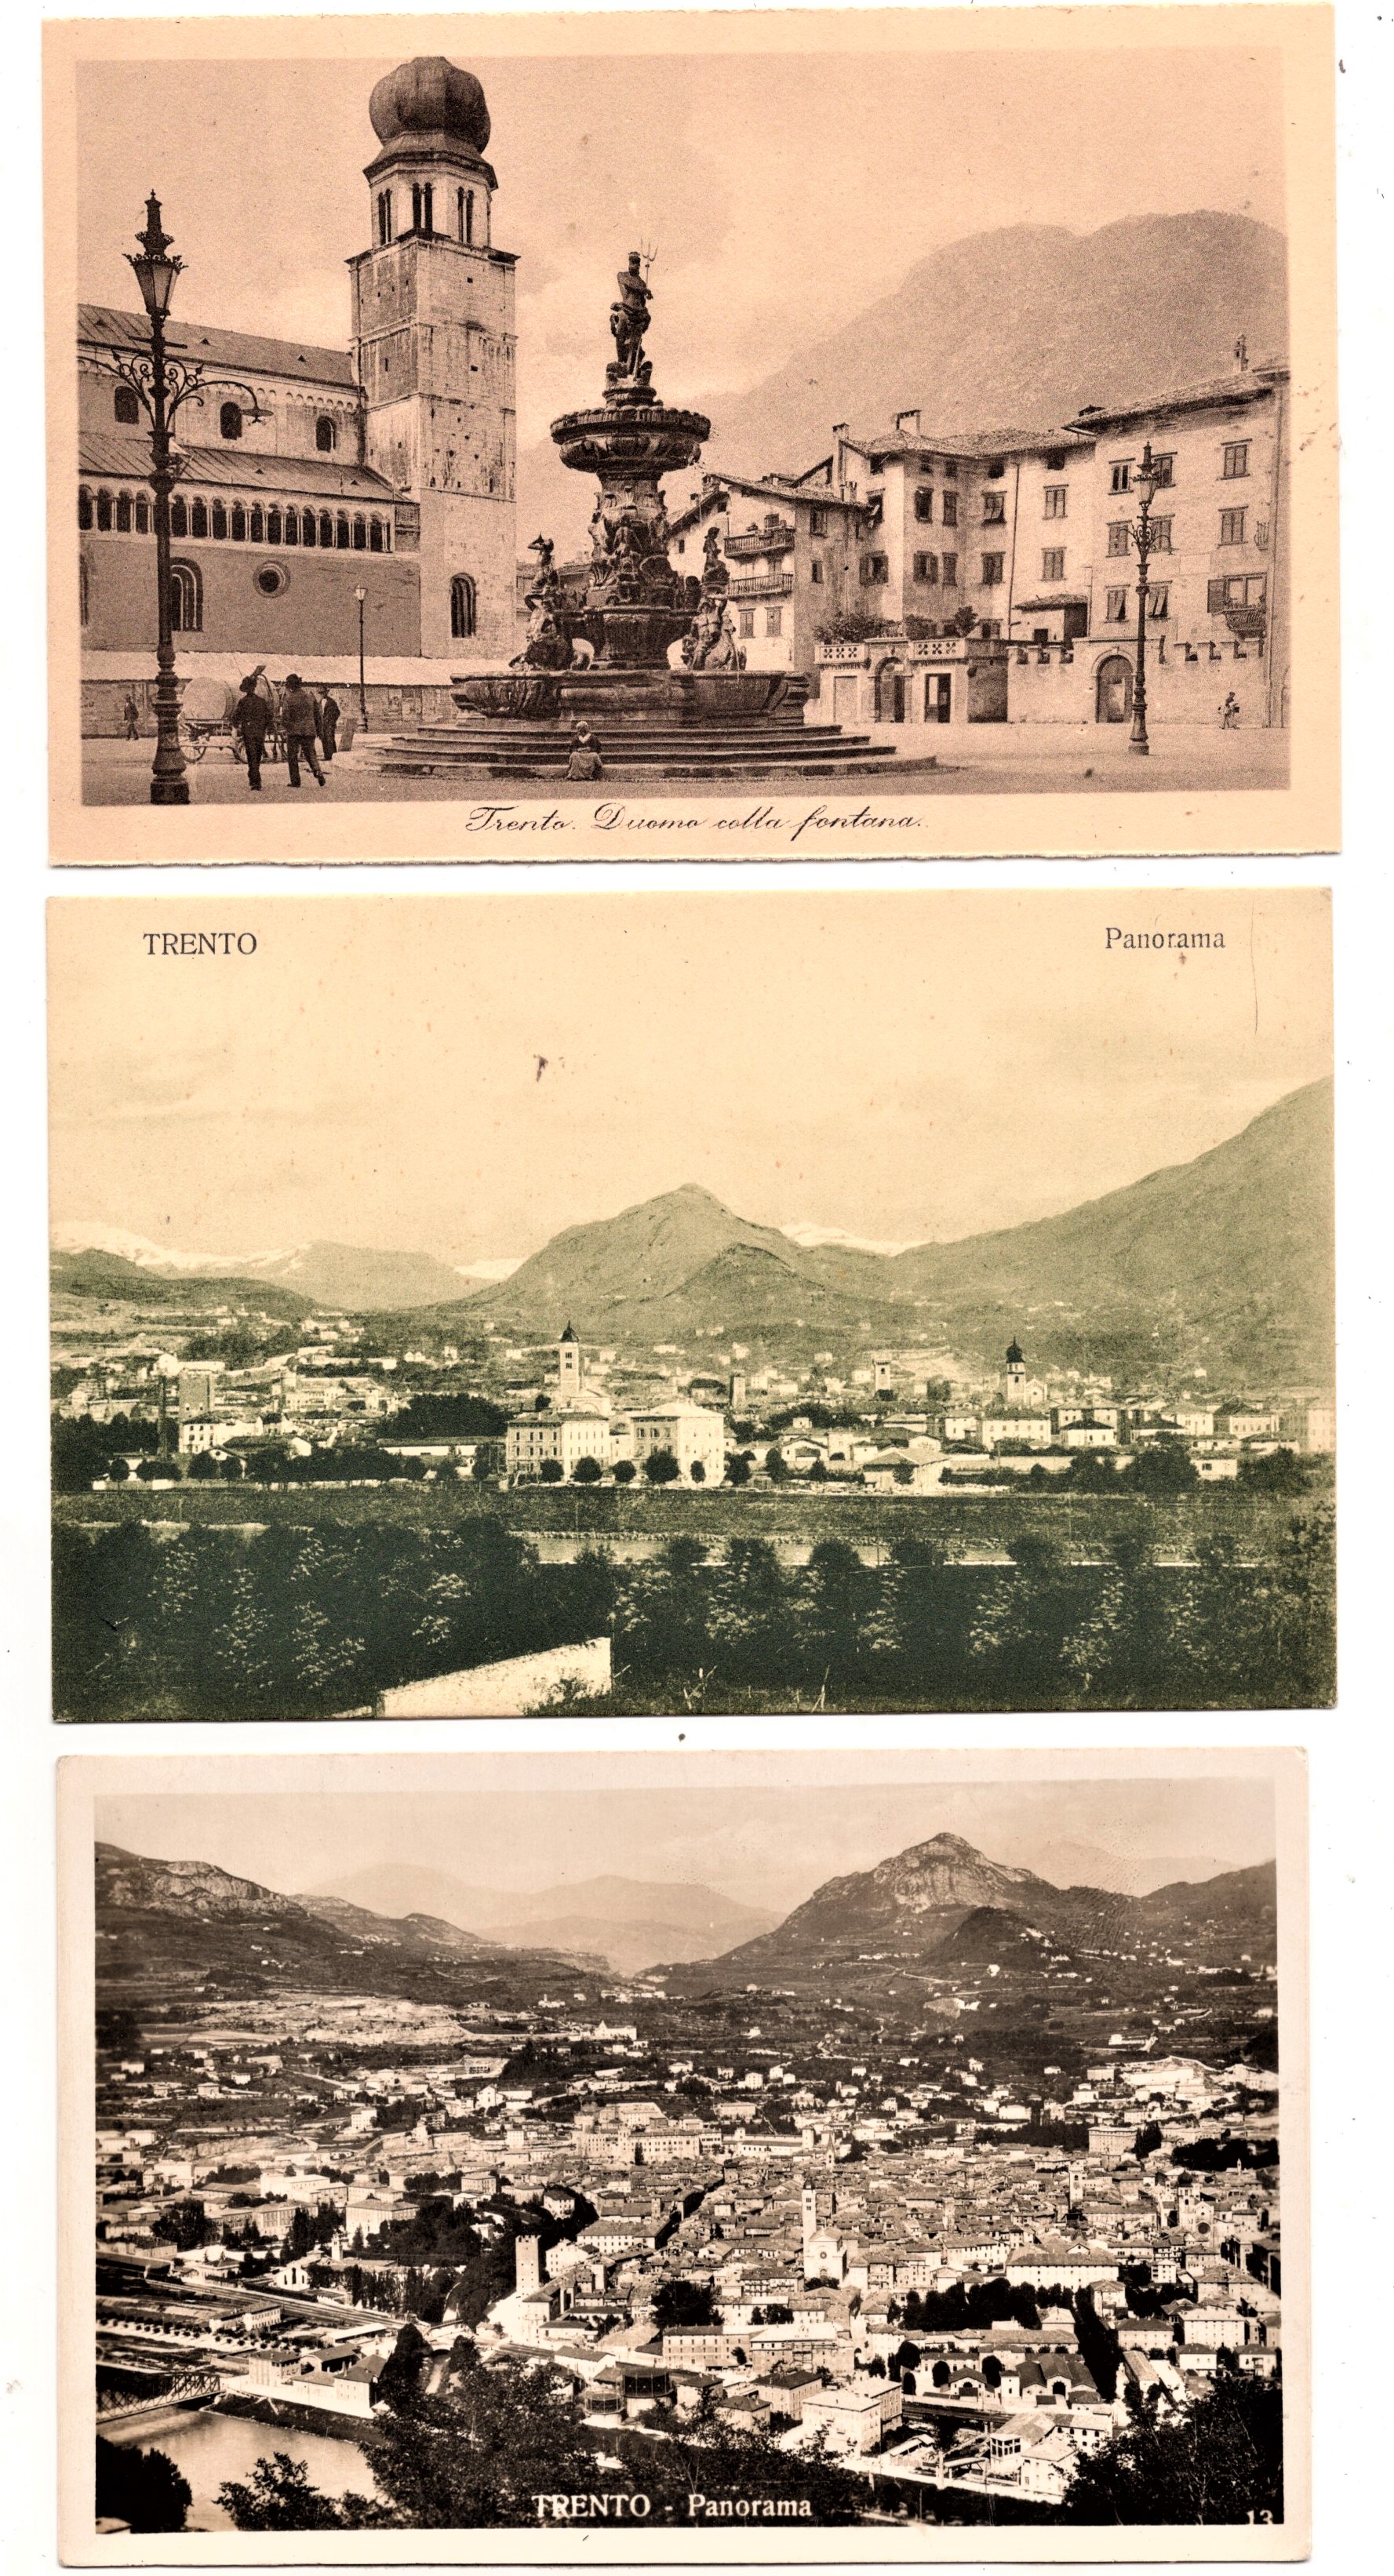 Trento. Duomo colla fontana.
TRENTO
Panorama
TRENTO - Panorama
13